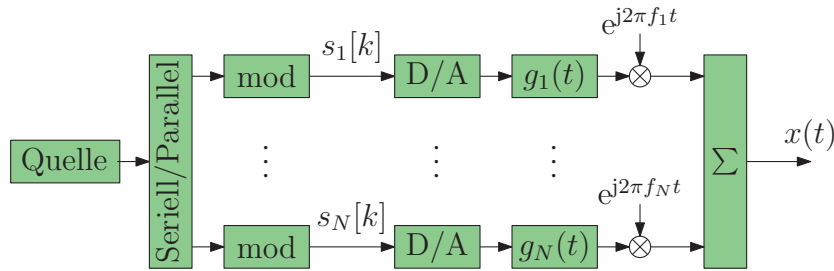 Quelle
Seriell/Parallel
mod
s_1[k]
D/A
g_1(t)
e^{j2πf_1t}
⊗
⋮ ⋮ ⋮
mod
s_N[k]
D/A
g_N(t)
e^{j2πf_Nt}
⊗
Σ
x(t)